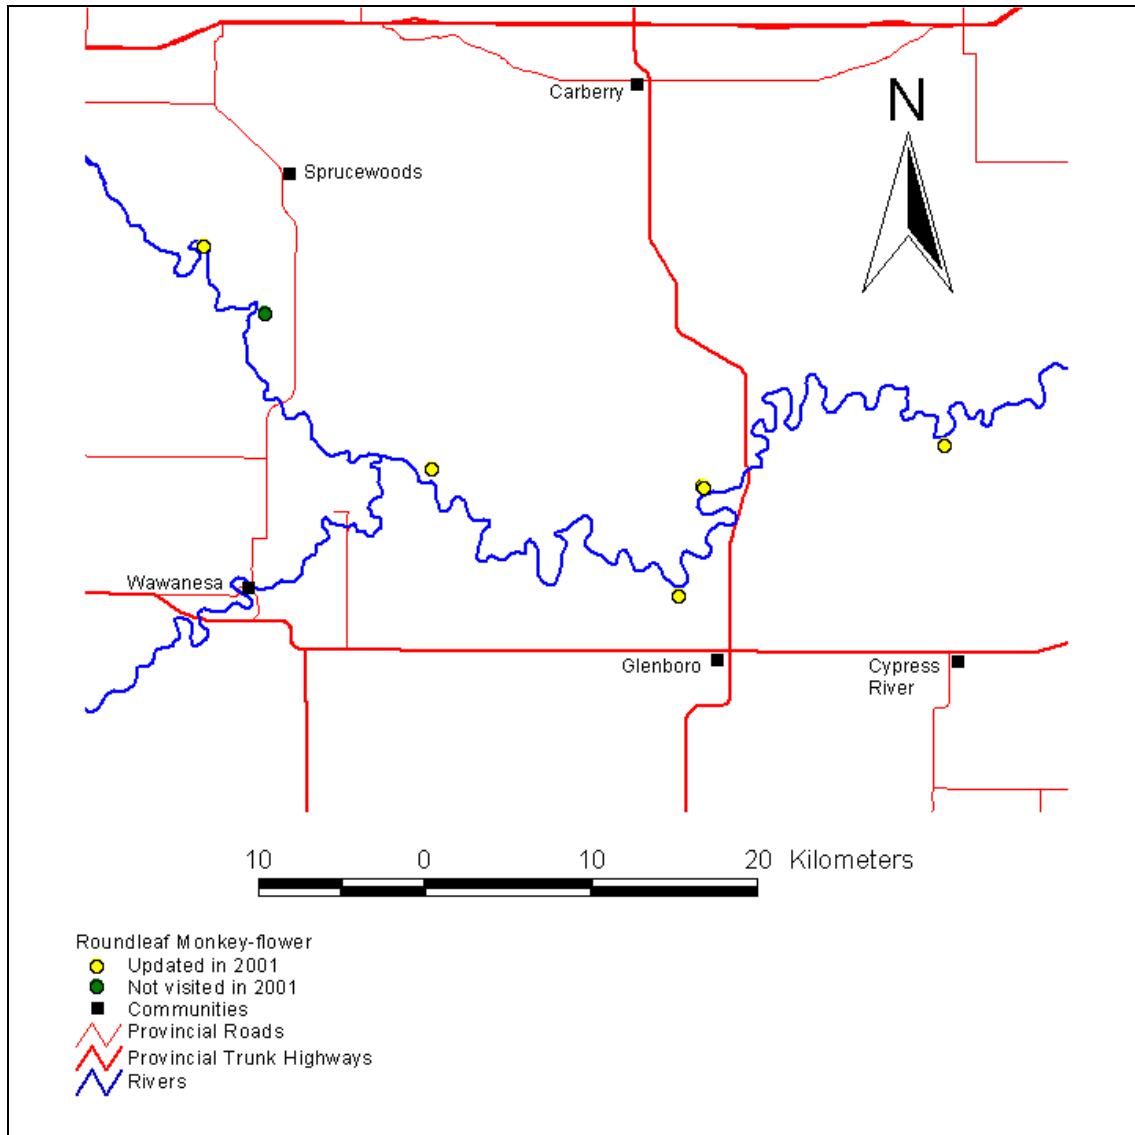 Carberry
N
Sprucewoods
Wawanesa
Glenboro
Cypress
River
10 0 10 20 Kilometers
Roundleaf Monkey-flower
Updated in 2001
Not visited in 2001
Communities
Provincial Roads
Provincial Trunk Highways
Rivers